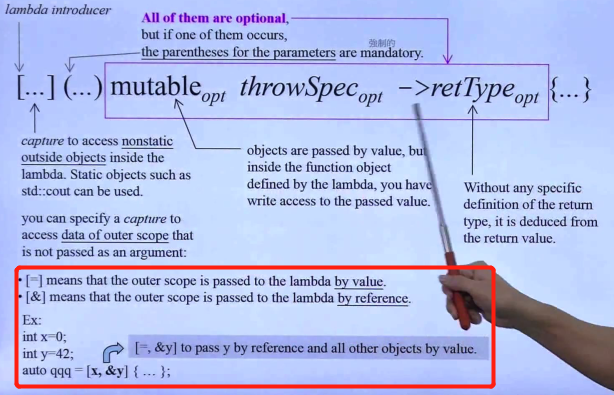 lambda introducer
All of them are optional,
but if one of them occurs,
強制的
the parentheses for the parameters are mandatory.
[...] (...) mutable opt throwSpec opt ->retType opt {...}
capture to access nonstatic
outside objects inside the
lambda. Static objects such as
std::cout can be used.
objects are passed by value, but
inside the function object
defined by the lambda, you have
write access to the passed value.
Without any specific
definition of the return
type, it is deduced from
the return value.
you can specify a capture to
access data of outer scope that
is not passed as an argument:
• [=] means that the outer scope is passed to the lambda by value.
• [&] means that the outer scope is passed to the lambda by reference.
Ex:
int x=0;
int y=42;
auto qqq = [x, &y] { ... };
[=, &y] to pass y by reference and all other objects by value.